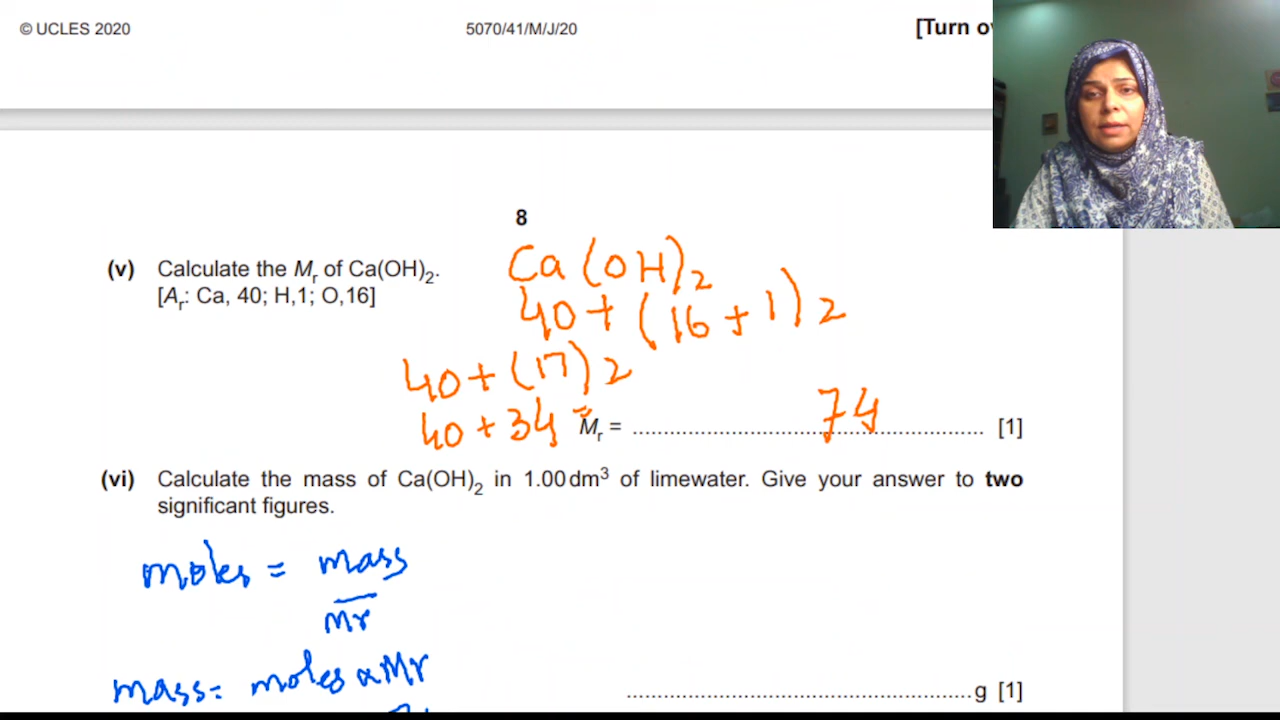 © UCLES 2020 5070/41/M/J/20 [Turn ov
8
(v) Calculate the Mr of Ca(OH)2.
[Ar: Ca, 40; H,1; O,16]
Ca (OH)2
40 + (16 + 1) 2
40 + (17) 2
40 + 34 =
Mr = ........ 74 ........ [1]
(vi) Calculate the mass of Ca(OH)2 in 1.00 dm³ of limewater. Give your answer to two
significant figures.
moles = mass
Mr
mass = moles x Mr
........ g [1]